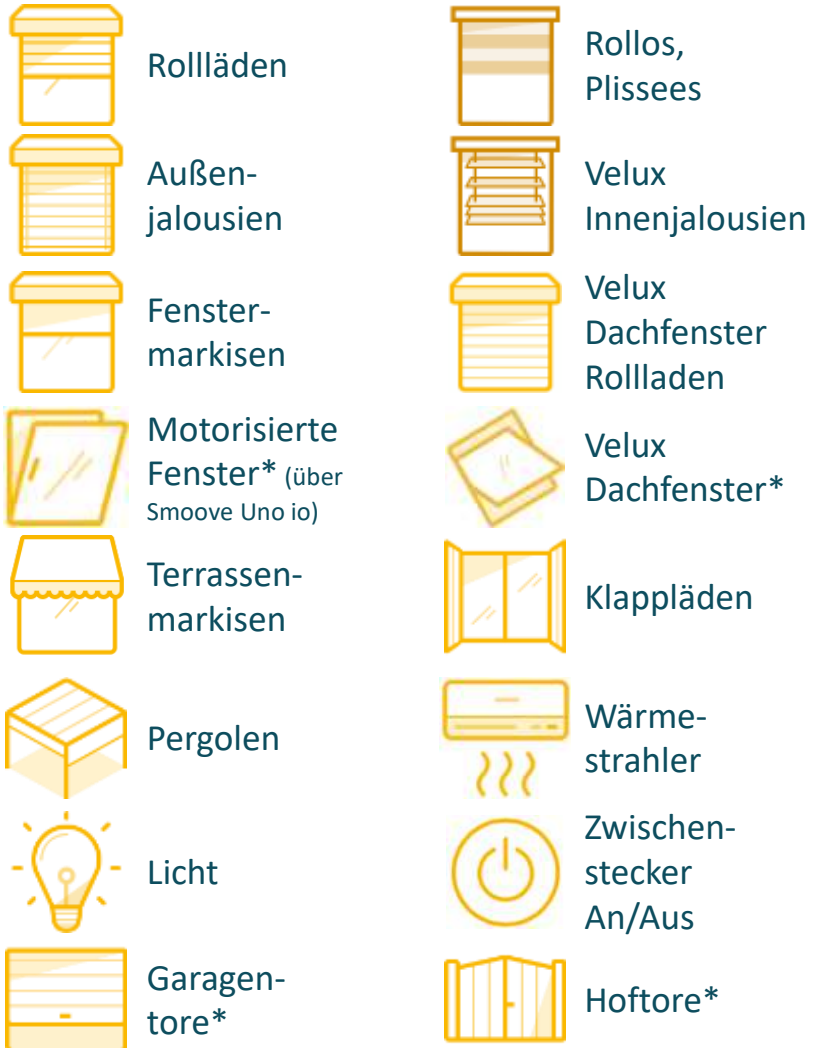 Rollläden
Rollos,
Plissees
Außen-
jalousien
Velux
Innenjalousien
Fenster-
markisen
Velux
Dachfenster
Rollladen
Motorisierte
Fenster* (über
Smoove Uno io)
Velux
Dachfenster*
Terrassen-
markisen
Klappläden
Pergolen
Wärme-
strahler
Licht
Zwischen-
stecker
An/Aus
Garagen-
tore*
Hoftore*